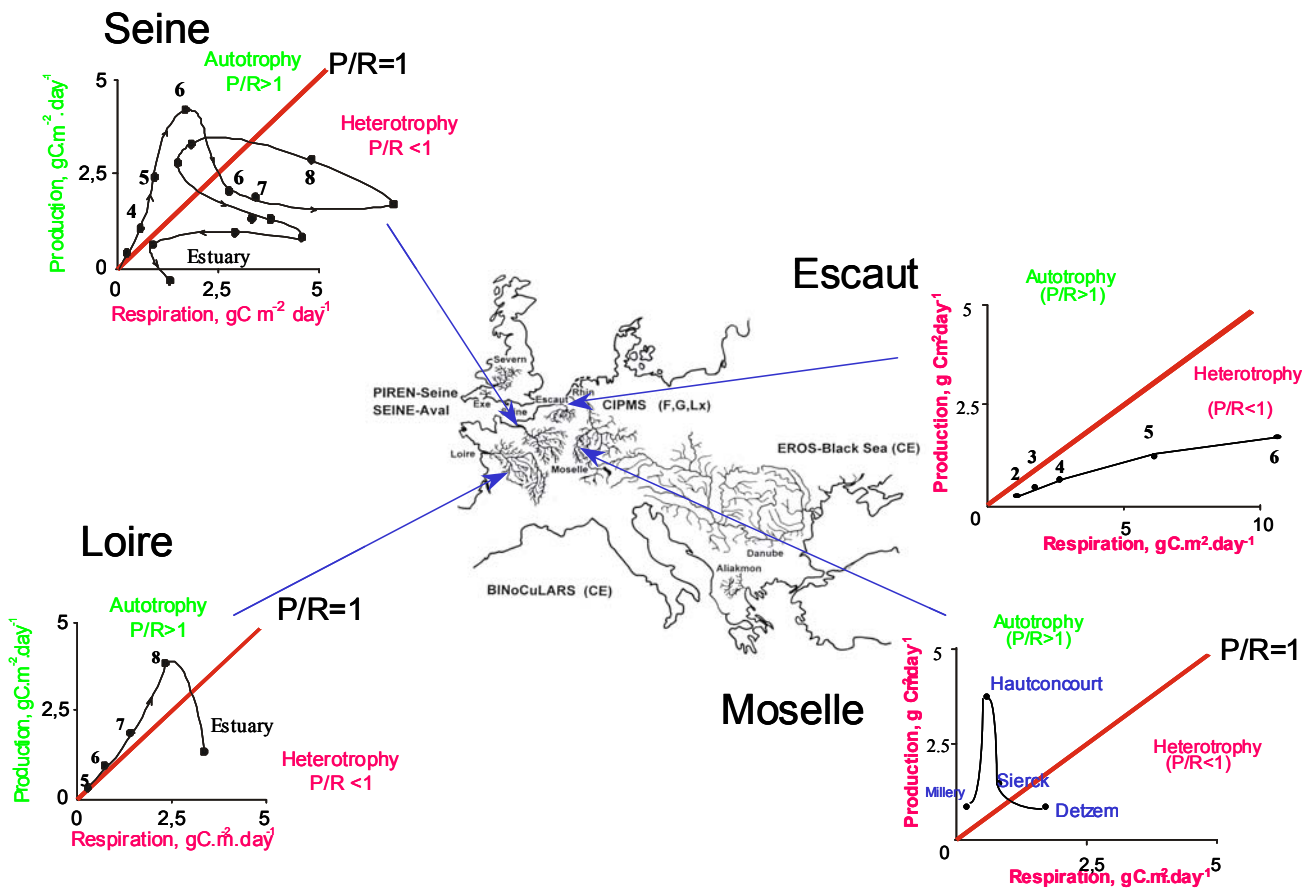 Seine
Autotrophy
P/R>1
P/R=1
Heterotrophy
P/R <1
Production, gC.m-2.day-1
5
2,5
0
4
5
6
6
7
8
Estuary
0
2,5
5
Respiration, gC m-2 day-1
Escaut
Autotrophy
(P/R>1)
Heterotrophy
(P/R<1)
Production, g Cm2day-1
5
2.5
0
2
3
4
5
6
5
10
Respiration, gC.m2.day-1
Severn
PIREN-Seine
SEINE-Aval
Exe
Escaut
Rhin
CIPMS (F,G,Lx)
EROS-Black Sea (CE)
Loire
Moselle
Danube
Aliakmon
BINoCuLARS (CE)
Loire
Autotrophy
P/R>1
P/R=1
Production, gC.m-2.day-1
5
2,5
0
5
6
7
8
Estuary
Heterotrophy
P/R <1
0
2,5
5
Respiration, gC.m2.day-1
Moselle
Autotrophy
(P/R>1)
P/R=1
Hautconcourt
Heterotrophy
(P/R<1)
Sierck
Millery
Detzem
5
2.5
0
2,5
5
Respiration, gC.m2.day-1